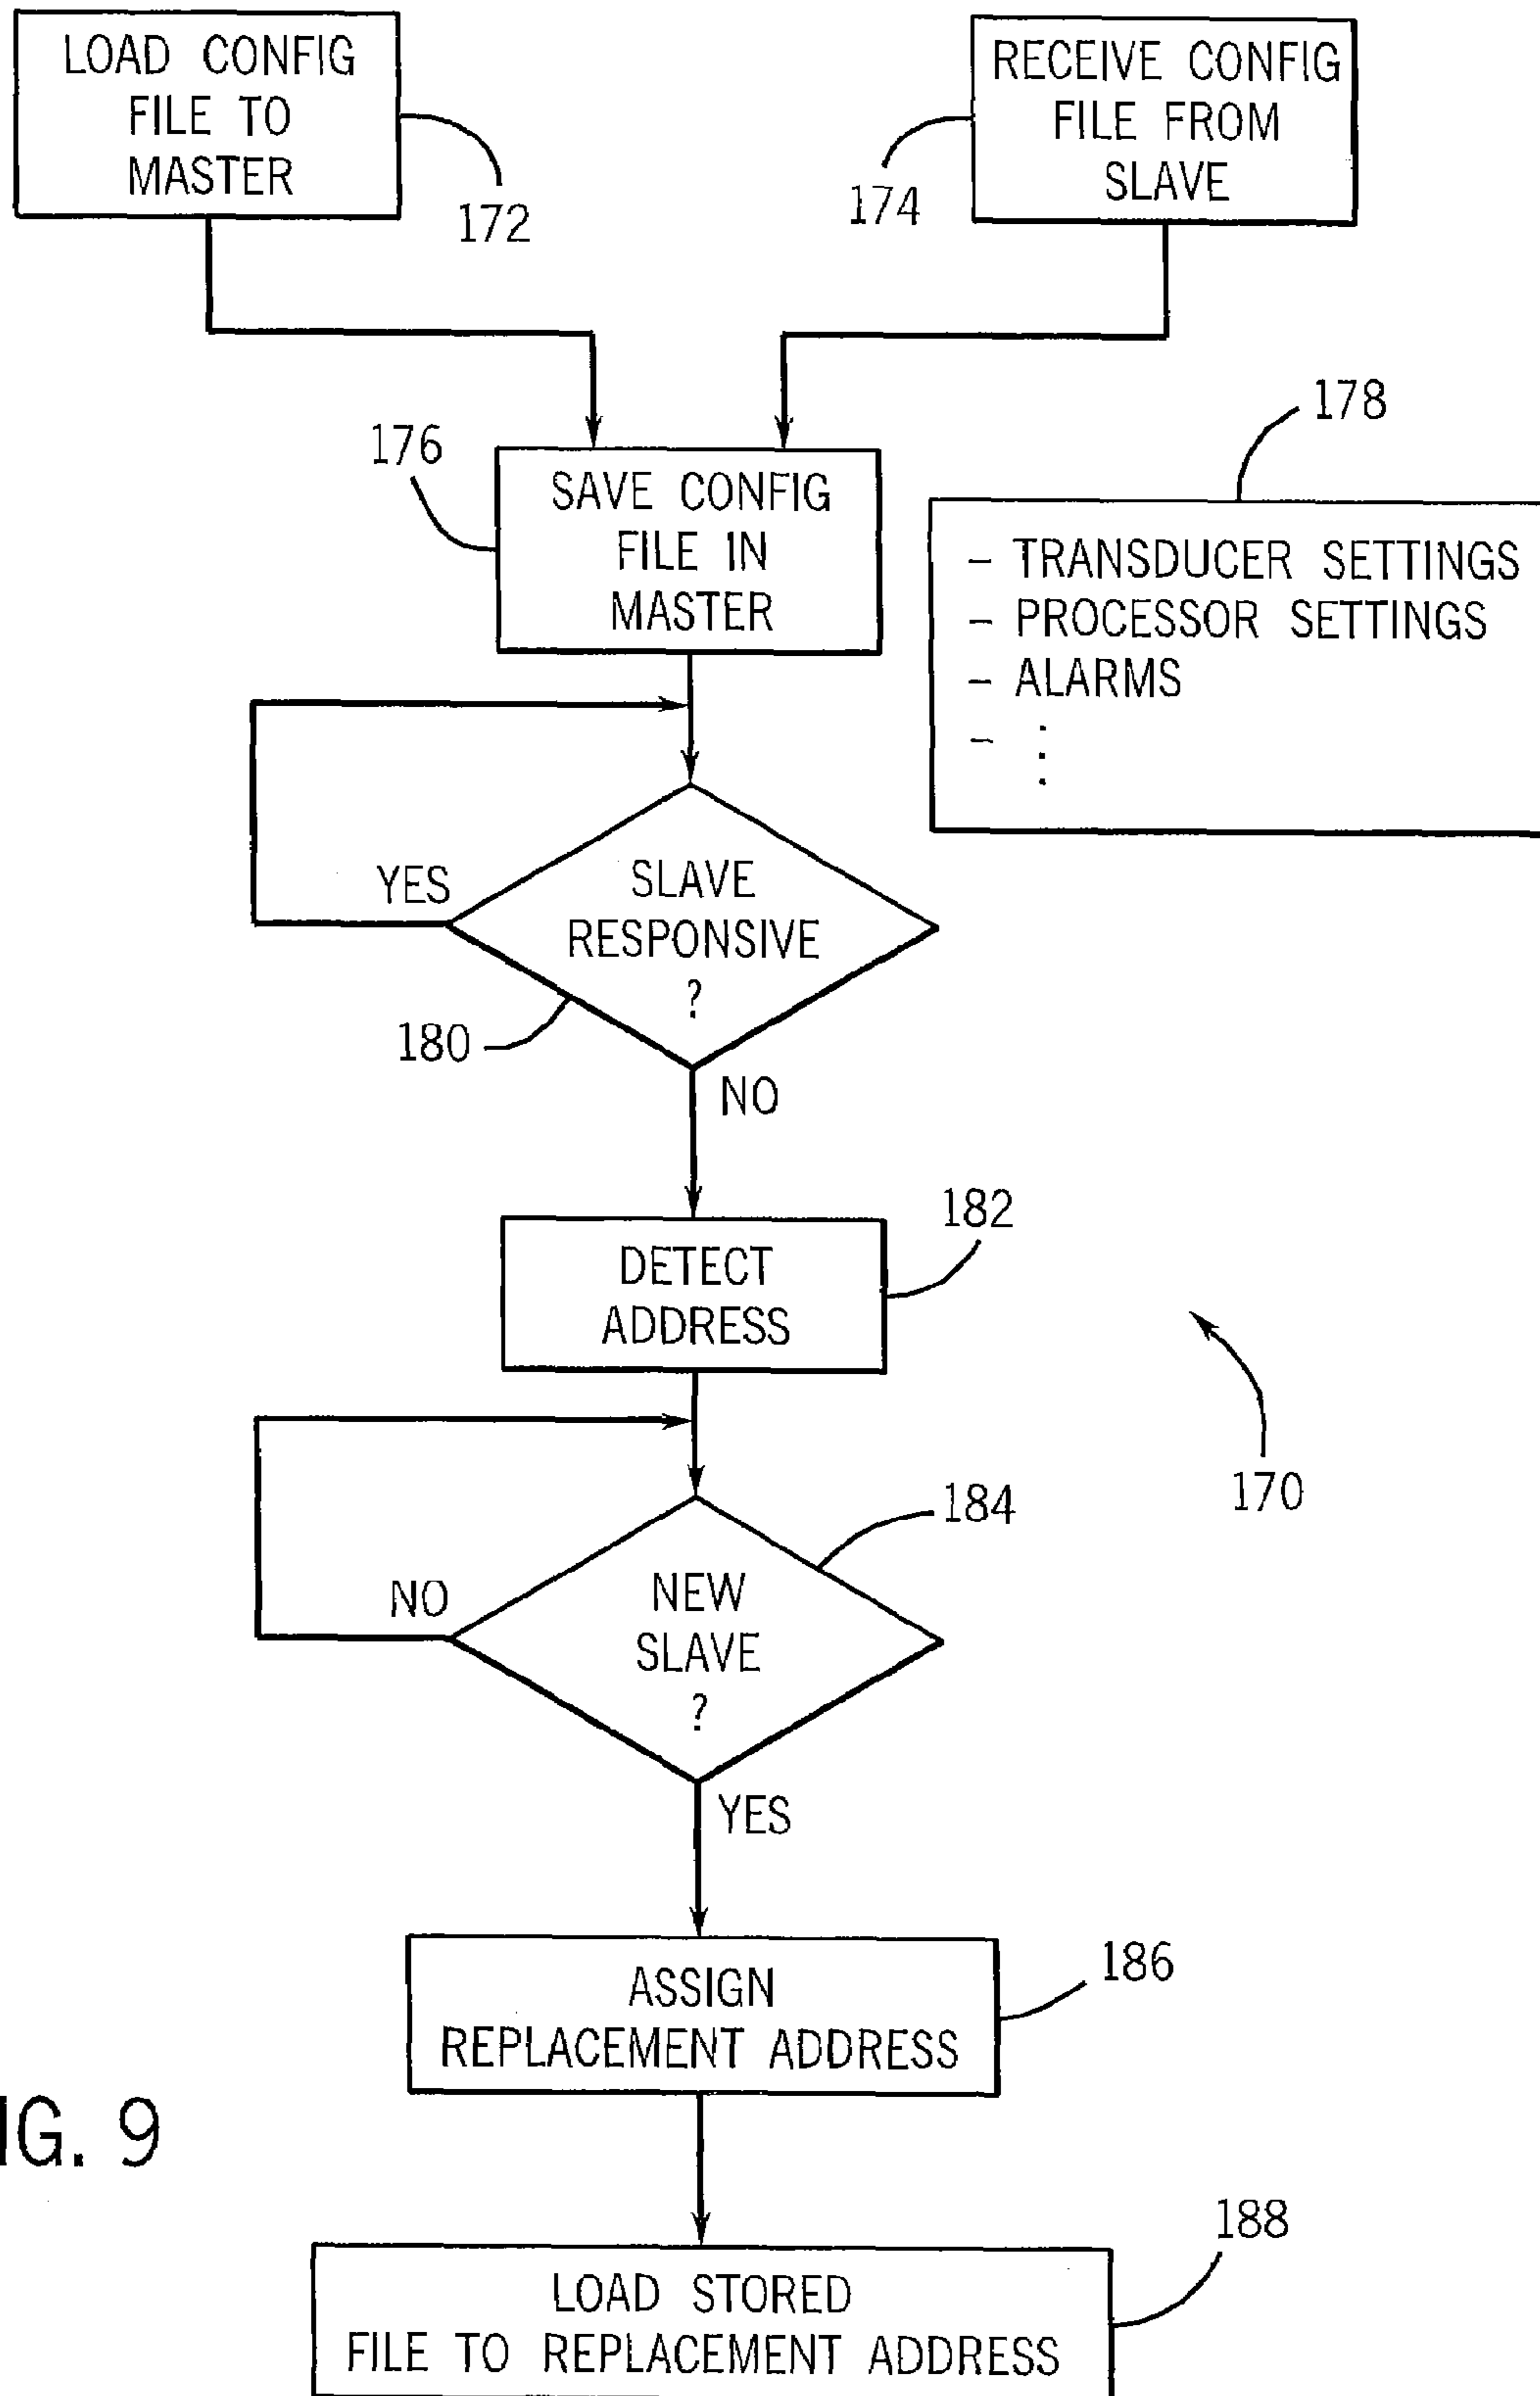 LOAD CONFIG
FILE TO
MASTER
172
RECEIVE CONFIG
FILE FROM
SLAVE
174
176
SAVE CONFIG
FILE IN
MASTER
178
- TRANSDUCER SETTINGS
- PROCESSOR SETTINGS
- ALARMS
- ⋮
YES
SLAVE
RESPONSIVE
?
180
NO
182
DETECT
ADDRESS
170
184
NO
NEW
SLAVE
?
YES
186
ASSIGN
REPLACEMENT ADDRESS
IG. 9
188
LOAD STORED
FILE TO REPLACEMENT ADDRESS